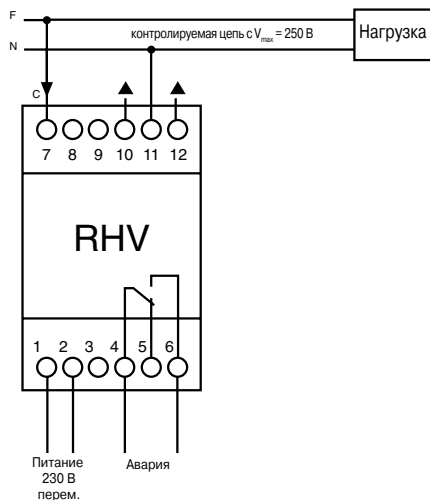 F
контролируемая цепь с Vmax = 250 В
Нагрузка
N
C
7 8 9 10 11 12
RHV
1 2 3 4 5 6
Питание
230 В
перем.
Авария